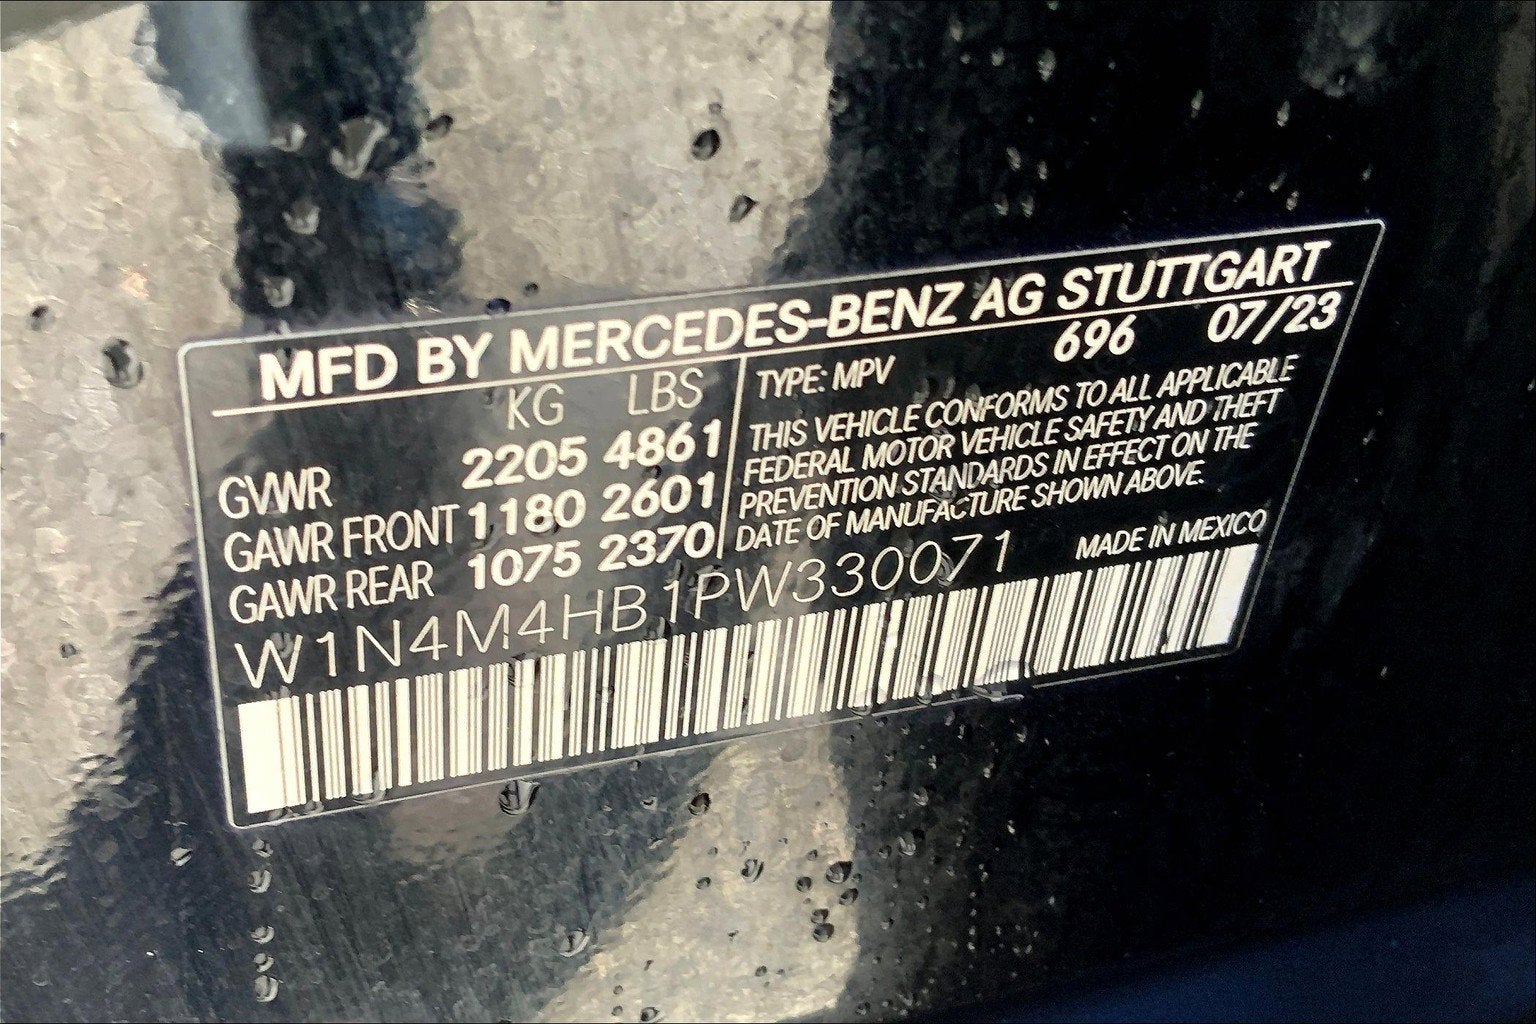 MFD BY MERCEDES-BENZ AG STUTTGART
696 07/23
KG LBS
GVWR 2205 4861
GAWR FRONT 1180 2601
GAWR REAR 1075 2370
TYPE: MPV
THIS VEHICLE CONFORMS TO ALL APPLICABLE
FEDERAL MOTOR VEHICLE SAFETY AND THEFT
PREVENTION STANDARDS IN EFFECT ON THE
DATE OF MANUFACTURE SHOWN ABOVE.
W1N4M4HB1PW330071
MADE IN MEXICO